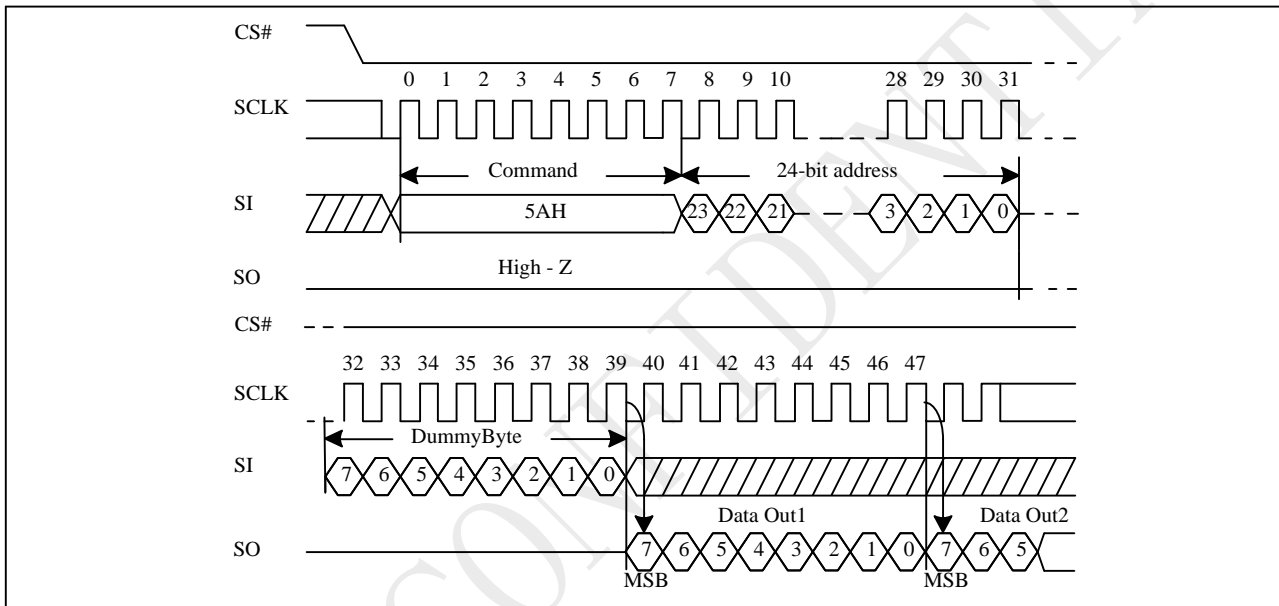 CS#
0 1 2 3 4 5 6 7 8 9 10 28 29 30 31
SCLK
Command 24-bit address
SI 5AH 23 22 21 3 2 1 0
High - Z
SO
CS#
32 33 34 35 36 37 38 39 40 41 42 43 44 45 46 47
SCLK
DummyByte
SI 7 6 5 4 3 2 1 0
Data Out1 Data Out2
SO 7 6 5 4 3 2 1 0 7 6 5
MSB MSB